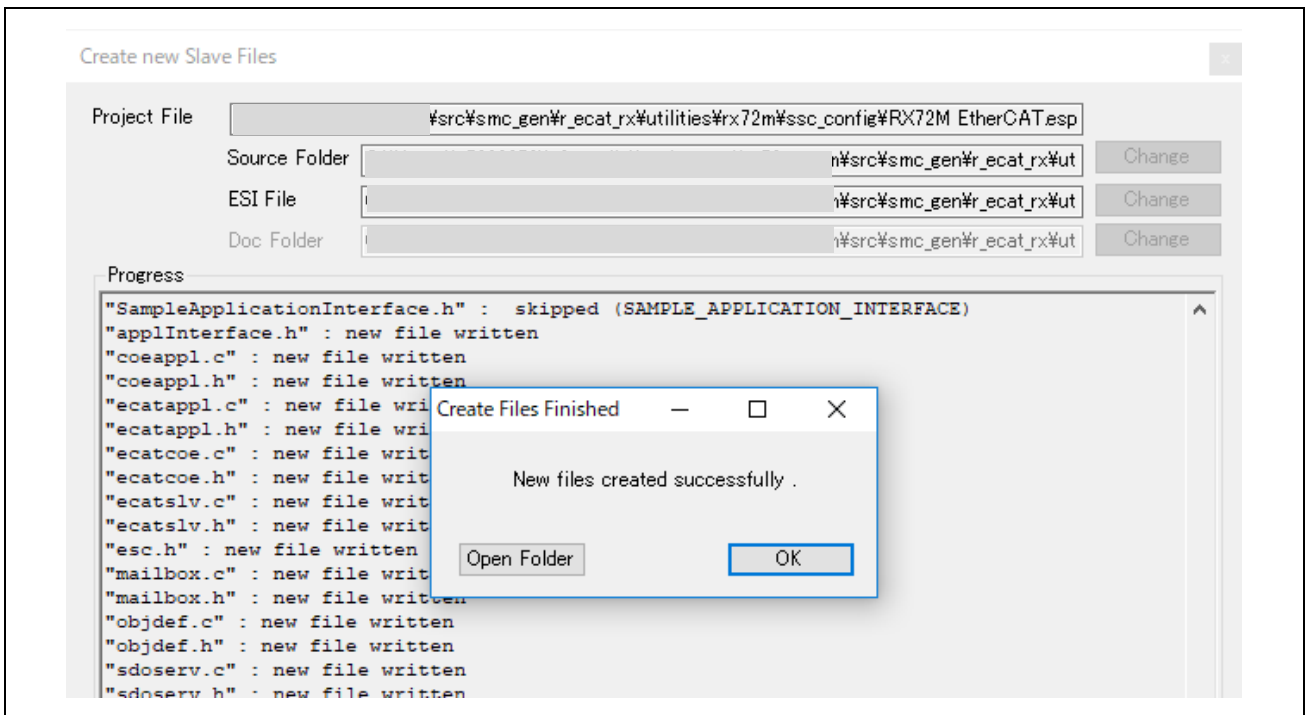 Create new Slave Files
x
Project File ¥src¥smc_gen¥r_ecat_rx¥utilities¥rx72m¥ssc_config¥RX72M EtherCAT.esp
Source Folder ¥src¥smc_gen¥r_ecat_rx¥ut Change
ESI File ¥src¥smc_gen¥r_ecat_rx¥ut Change
Doc Folder ¥src¥smc_gen¥r_ecat_rx¥ut Change
Progress
"SampleApplicationInterface.h" :  skipped (SAMPLE_APPLICATION_INTERFACE)
"applInterface.h" : new file written
"coeappl.c" : new file written
"coeappl.h" : new file written
"ecatappl.c" : new file wri
"ecatappl.h" : new file wri
"ecatcoe.c" : new file writ
"ecatcoe.h" : new file writ
"ecatslv.c" : new file writ
"ecatslv.h" : new file writ
"esc.h" : new file written
"mailbox.c" : new file writ
"mailbox.h" : new file written
"objdef.c" : new file written
"objdef.h" : new file written
"sdoserv.c" : new file written
"sdoserv.h" : new file written
Create Files Finished
New files created successfully .
Open Folder OK